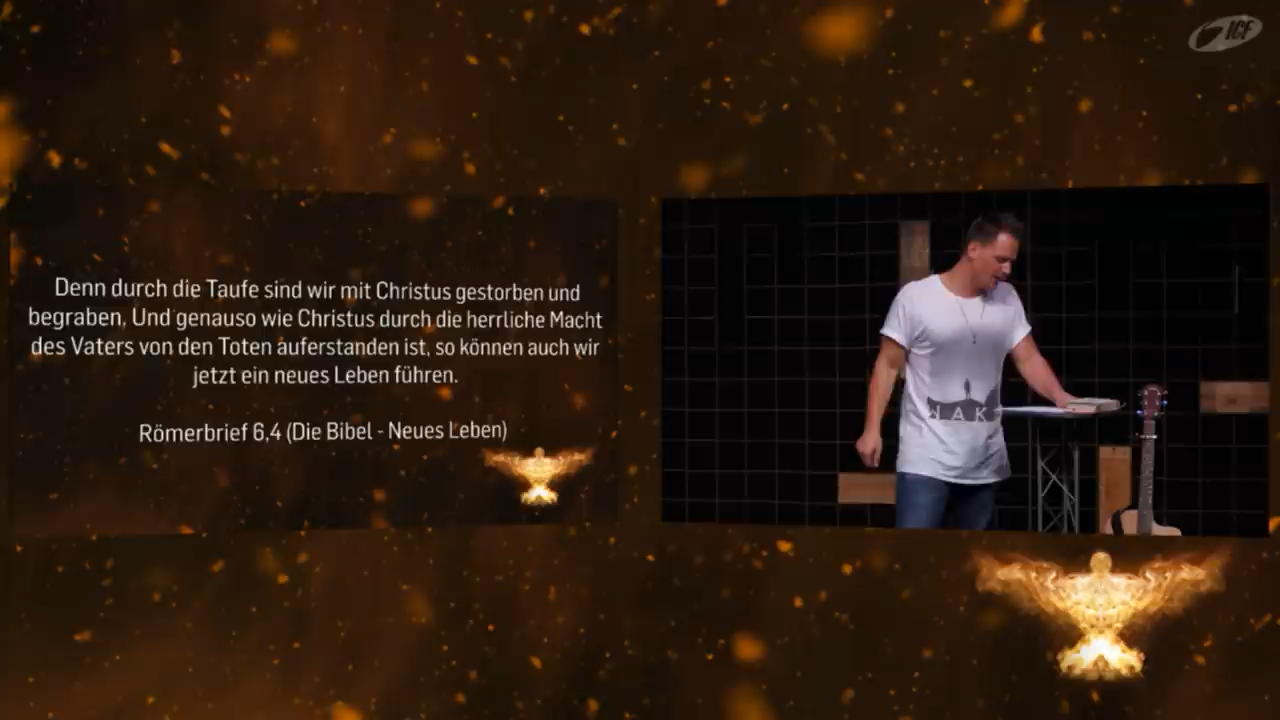 ICF
Denn durch die Taufe sind wir mit Christus gestorben und
begraben. Und genauso wie Christus durch die herrliche Macht
des Vaters von den Toten auferstanden ist, so können auch wir
jetzt ein neues Leben führen.
Römerbrief 6,4 (Die Bibel - Neues Leben)